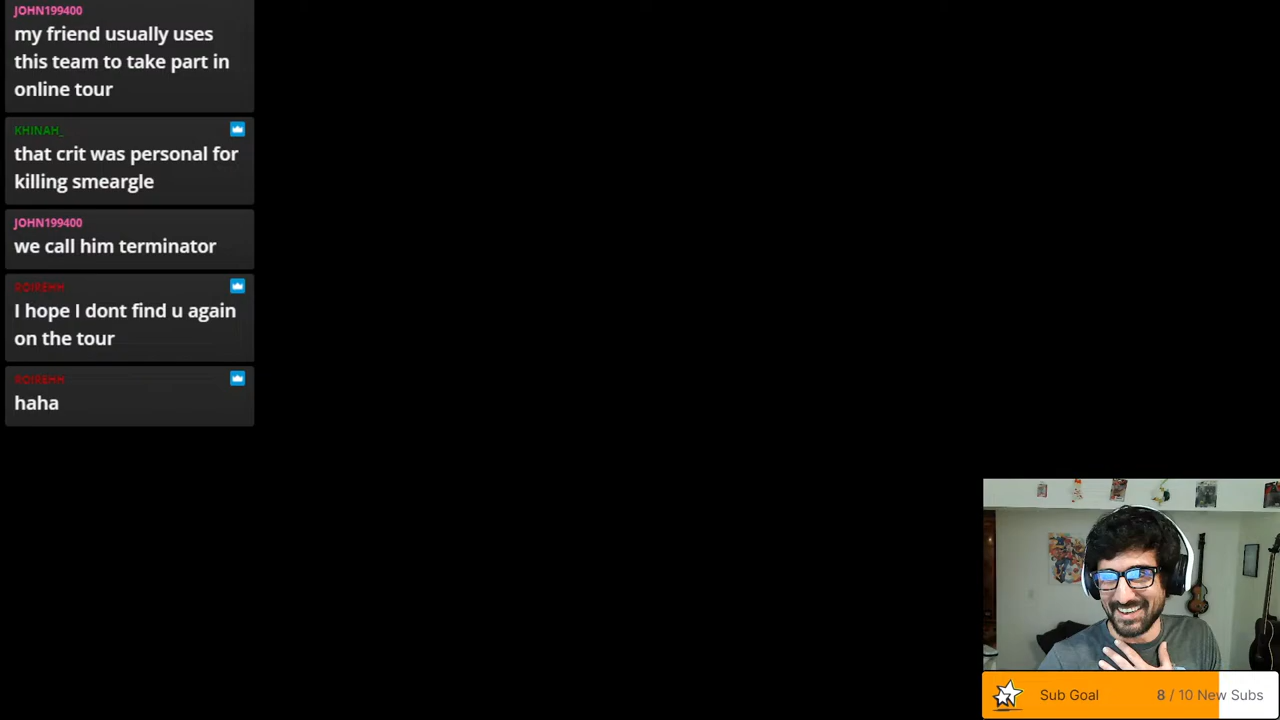 JOHN199400
my friend usually uses
this team to take part in
online tour
KHINAH_
that crit was personal for
killing smeargle
JOHN199400
we call him terminator
ROIREHH
I hope I dont find u again
on the tour
ROIREHH
haha
Sub Goal 8 / 10 New Subs